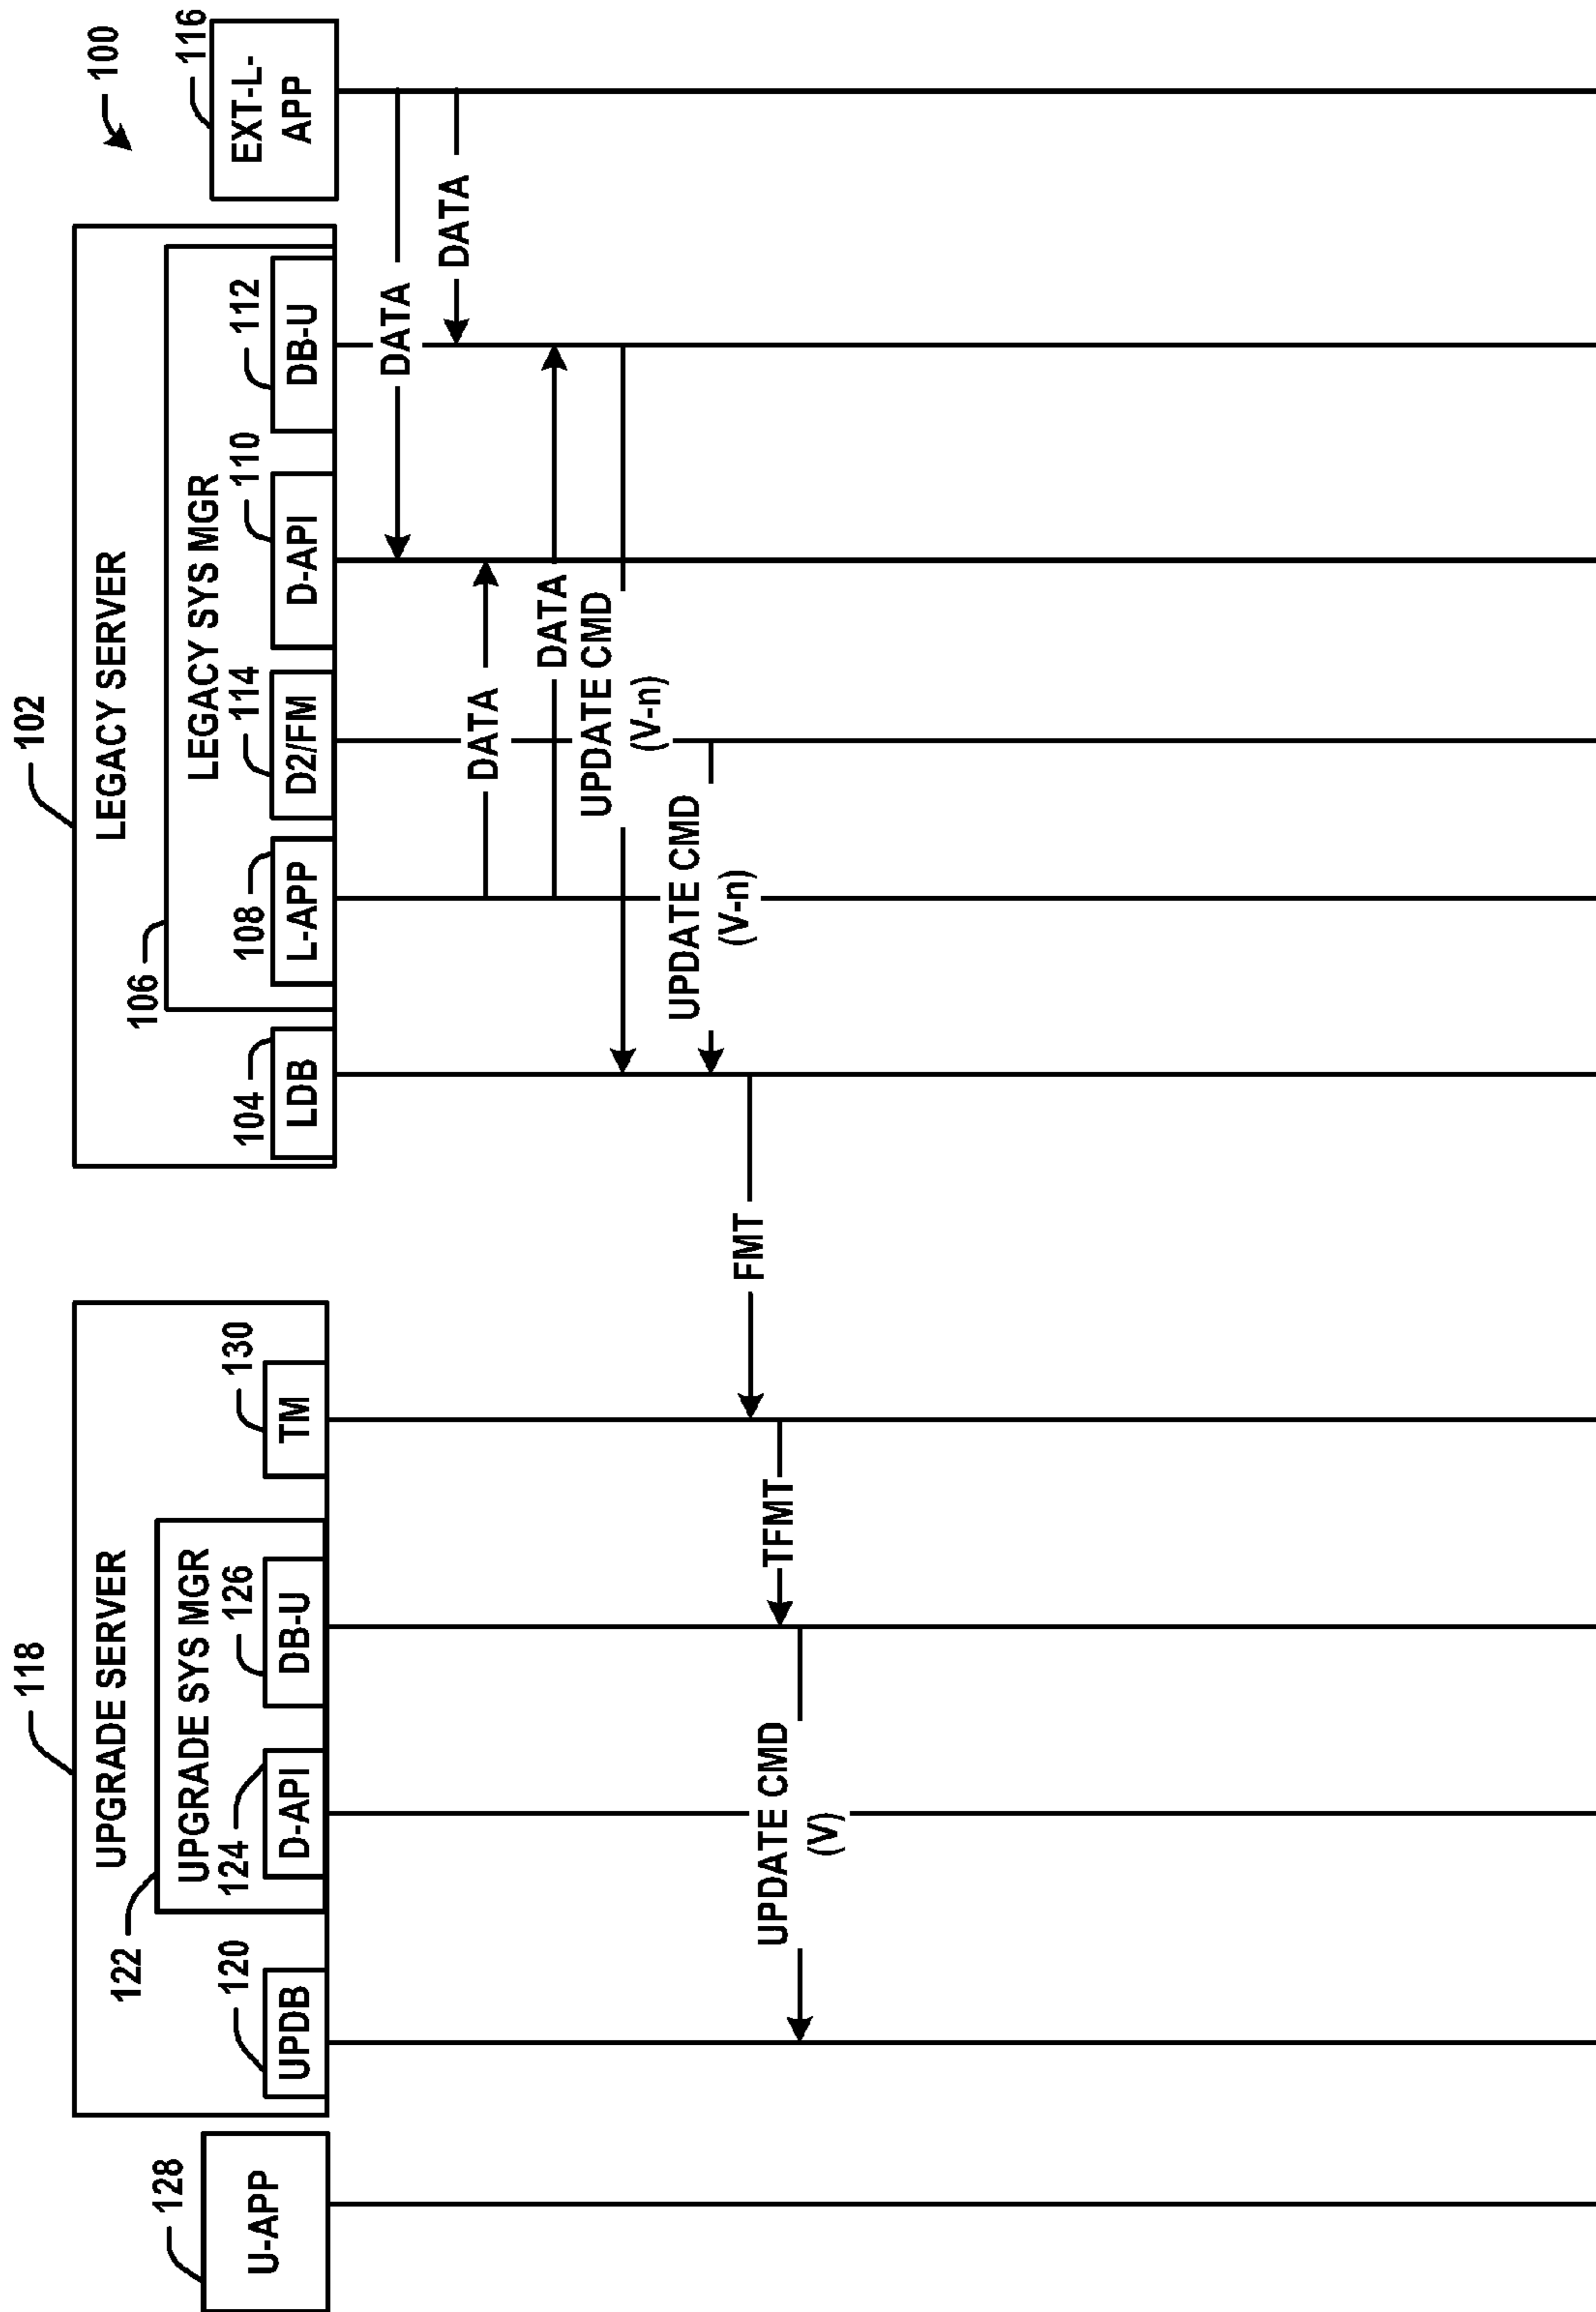 100
118
102
UPGRADE SERVER
LEGACY SERVER
122
106
UPGRADE SYS MGR
LEGACY SYS MGR
128
120
124
126
130
104
108
114
110
112
116
U-APP
UPDB
D-API
DB-U
TM
LDB
L-APP
D2/FM
D-API
DB-U
EXT-L-
APP
DATA
DATA
DATA
DATA
UPDATE CMD
(V-n)
UPDATE CMD
(V-n)
FMT
TFMT
UPDATE CMD
(V)